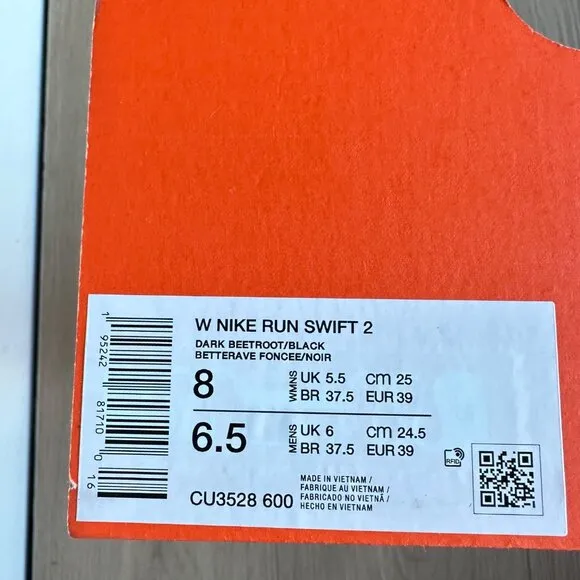 W NIKE RUN SWIFT 2
DARK BEETROOT/BLACK
BETTERAVE FONCEE/NOIR
8 WMNS UK 5.5 CM 25
BR 37.5 EUR 39
6.5 MENS UK 6 CM 24.5
BR 37.5 EUR 39
RFID
CU3528 600
MADE IN VIETNAM /
FABRIQUE AU VIETNAM /
FABRICADO NO VIETNÃ /
HECHO EN VIETNAM
1 95242 81710 0 16